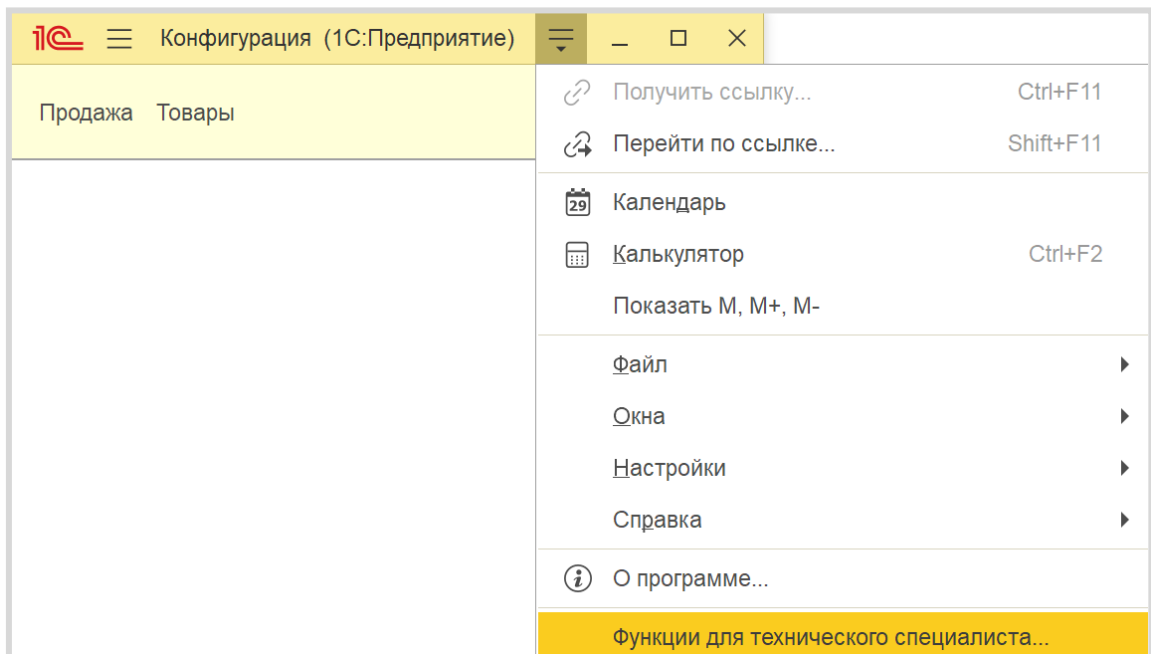 1С Конфигурация (1С:Предприятие)
Продажа Товары
Получить ссылку... Ctrl+F11
Перейти по ссылке... Shift+F11
29 Календарь
Калькулятор Ctrl+F2
Показать M, M+, M-
Файл
Окна
Настройки
Справка
i О программе...
Функции для технического специалиста...